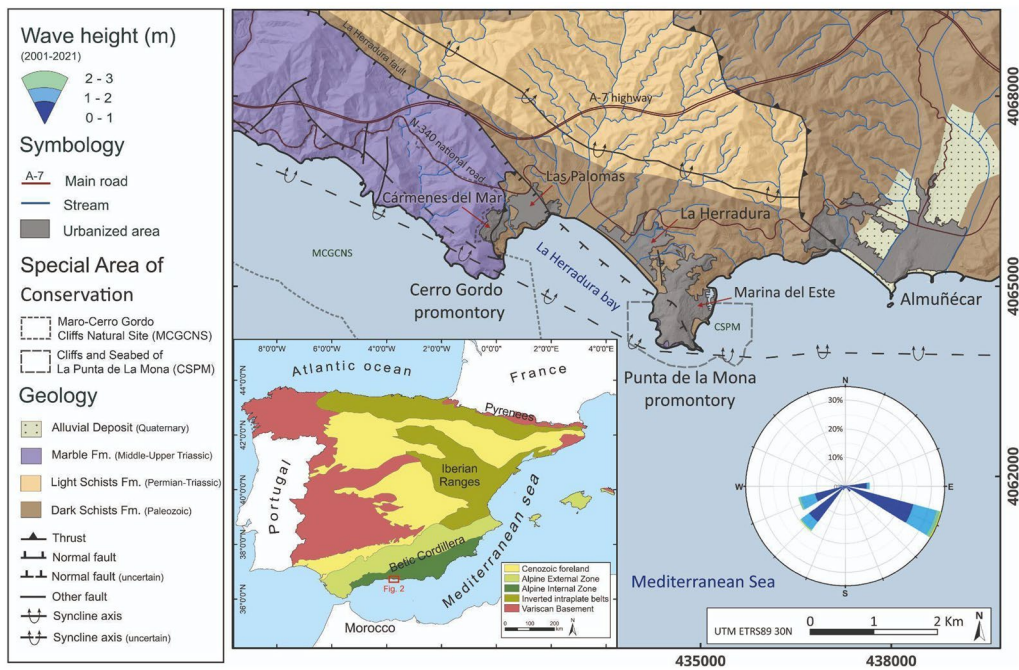 Wave height (m)
(2001-2021)
2 - 3
1 - 2
0 - 1
Symbology
A-7
Main road
Stream
Urbanized area
Special Area of
Conservation
Maro-Cerro Gordo
Cliffs Natural Site (MCGCNS)
Cliffs and Seabed of
La Punta de La Mona (CSPM)
Geology
Alluvial Deposit (Quaternary)
Marble Fm. (Middle-Upper Triassic)
Light Schists Fm. (Permian-Triassic)
Dark Schists Fm. (Paleozoic)
Thrust
Normal fault
Normal fault (uncertain)
Other fault
Syncline axis
Syncline axis (uncertain)
La Herradura fault
A-7 highway
N-340 national road
Las Palomas
Cármenes del Mar
La Herradura
MCGCNS
La Herradura bay
Cerro Gordo
promontory
Marina del Este
Almuñécar
CSPM
Punta de la Mona
promontory
4068000
4065000
4062000
8°0'0"W
6°0'0"W
4°0'0"W
2°0'0"W
0°0'0"
2°0'0"E
4°0'0"E
44°0'0"N
42°0'0"N
40°0'0"N
38°0'0"N
36°0'0"N
Atlantic ocean
France
Pyrenees
Iberian
Ranges
Portugal
Mediterranean sea
Betic Cordillera
Fig. 2
Morocco
Cenozoic foreland
Alpine External Zone
Alpine Internal Zone
Inverted intraplate belts
Variscan Basement
0
100
200
km
N
N
30%
20%
10%
W
E
S
Mediterranean Sea
UTM ETRS89 30N
0
1
2 Km
N
435000
438000